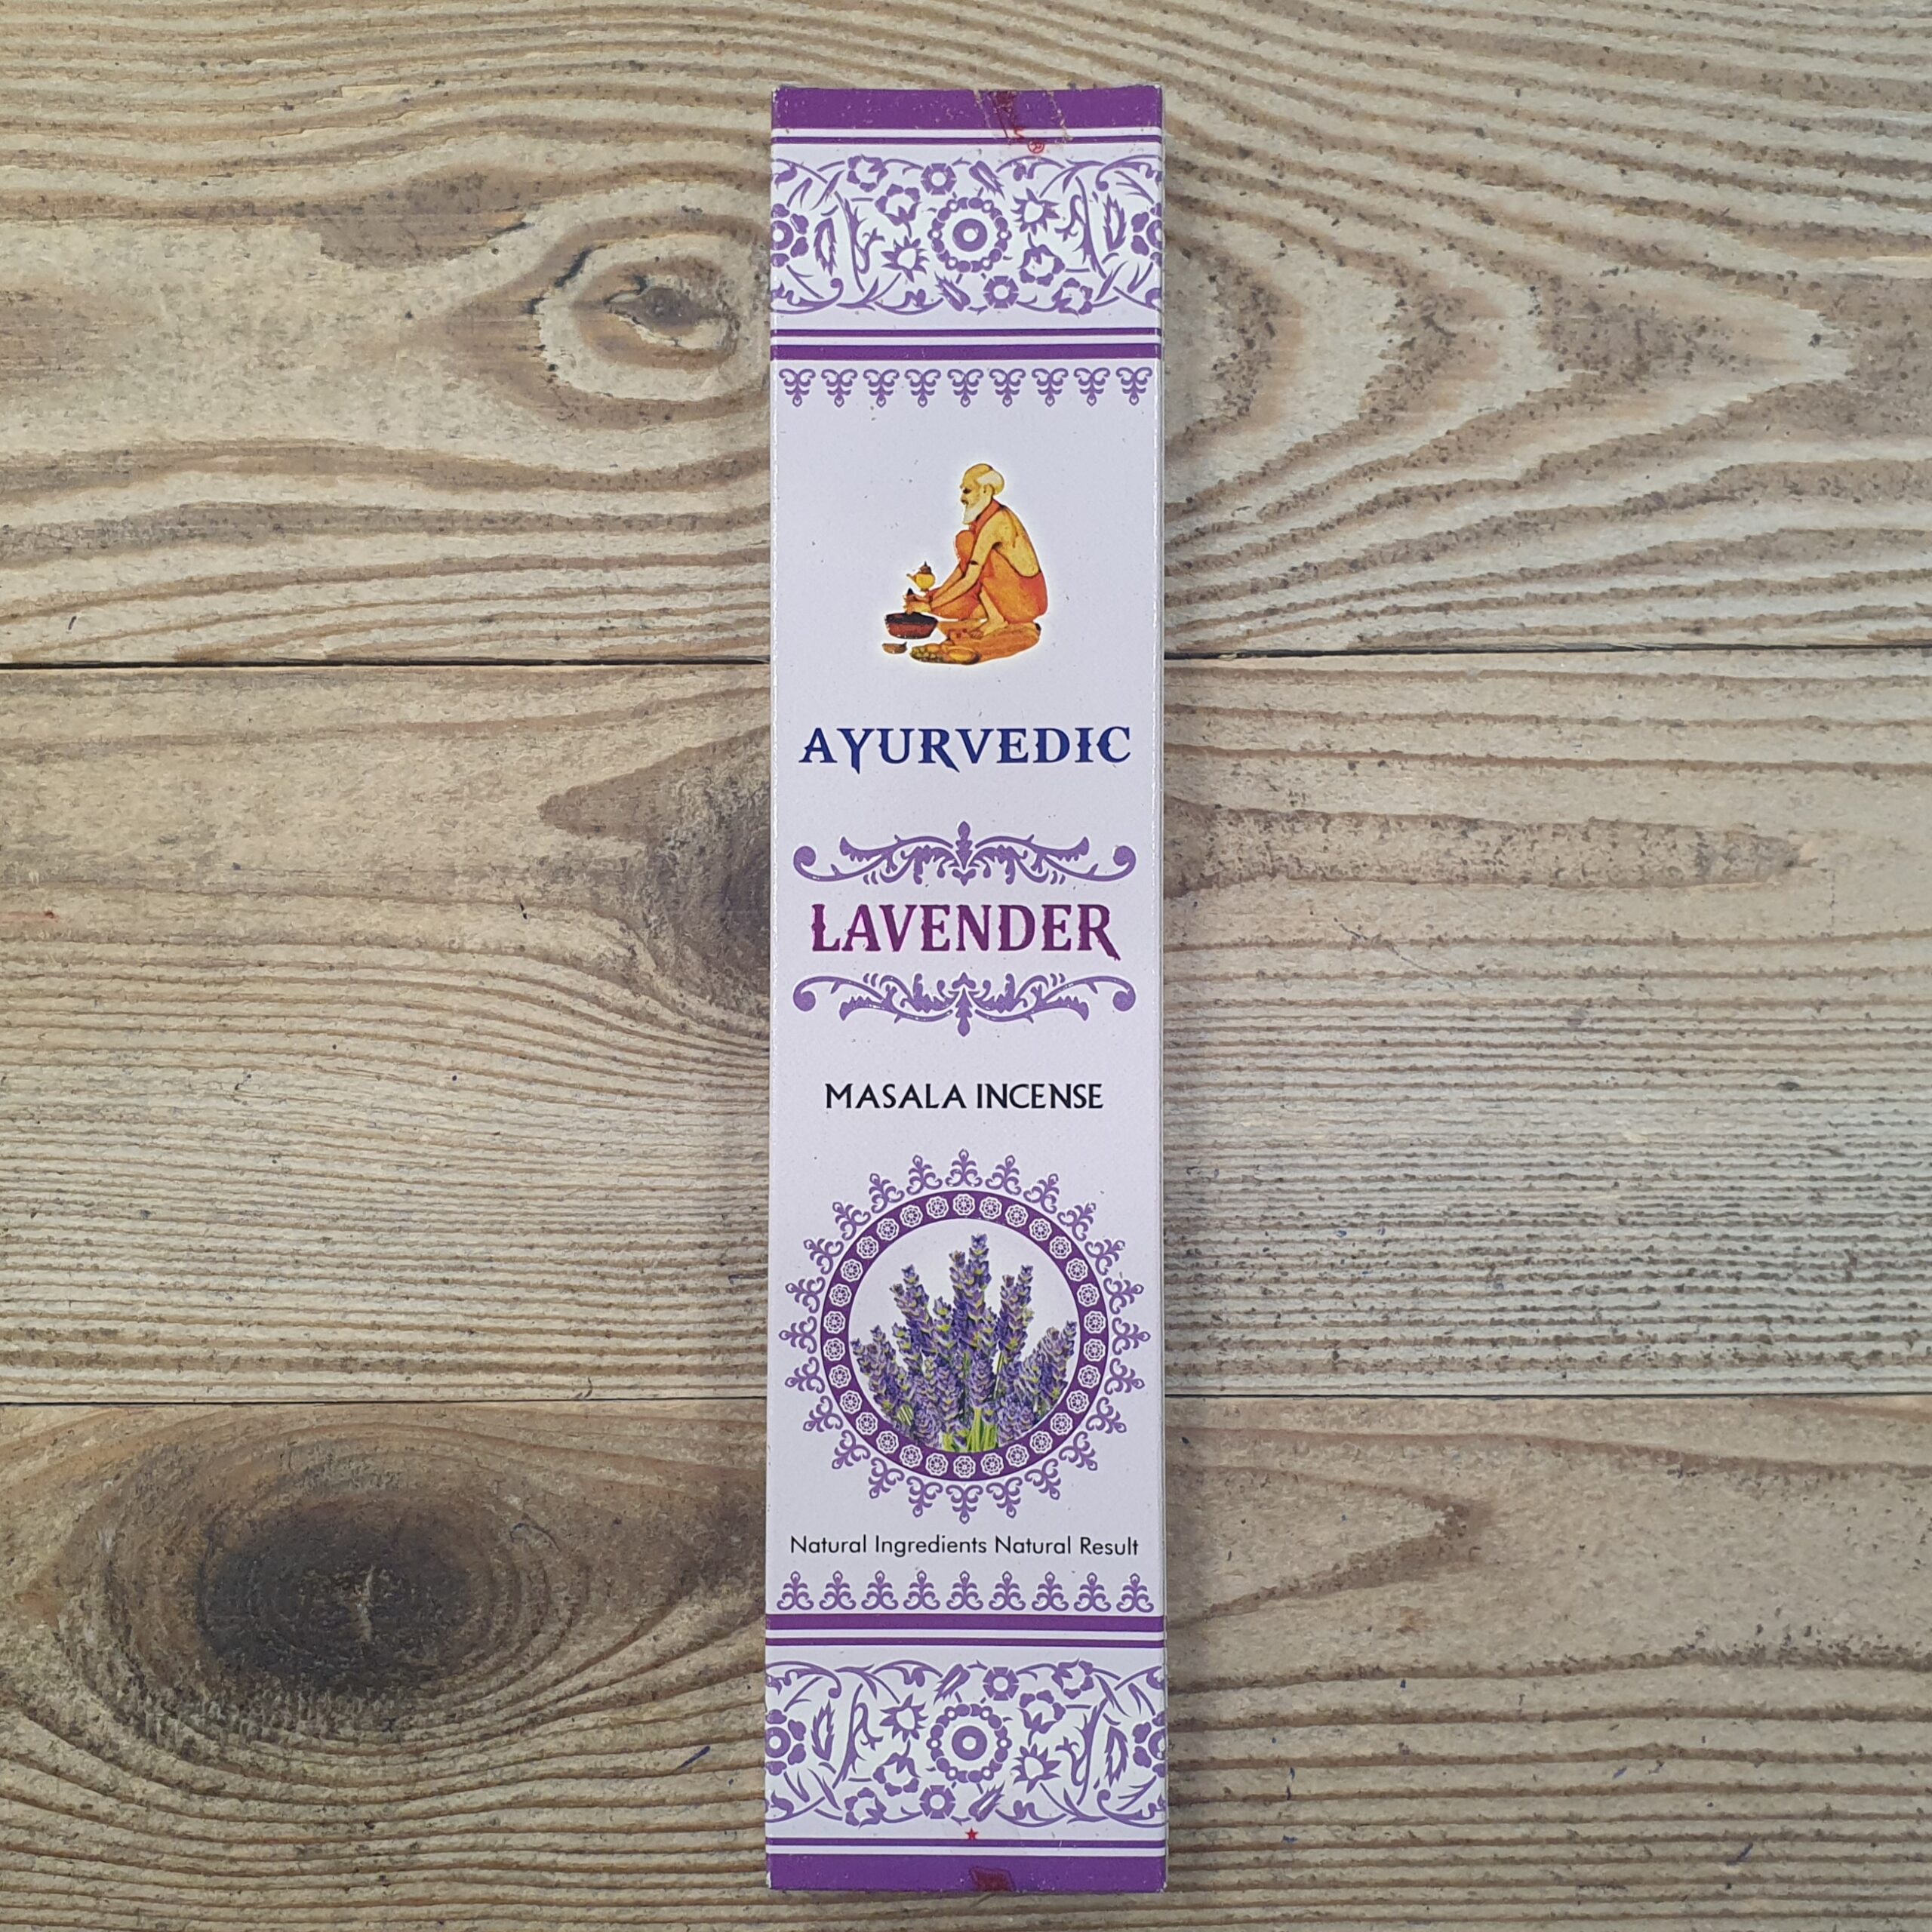 AYURVEDIC
LAVENDER
MASALA INCENSE
Natural Ingredients Natural Result